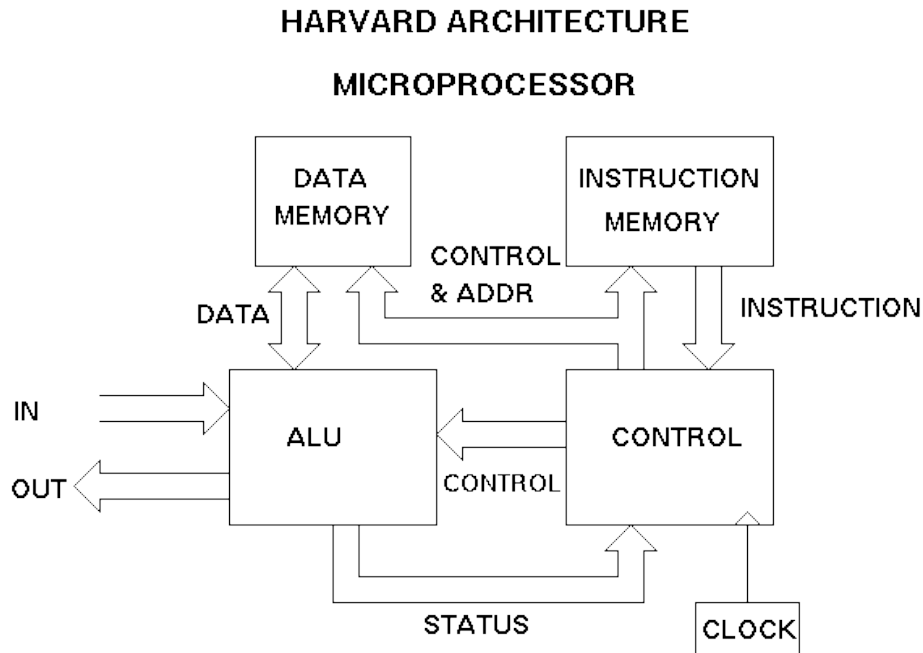 HARVARD ARCHITECTURE
MICROPROCESSOR
DATA
MEMORY
INSTRUCTION
MEMORY
CONTROL
& ADDR
DATA
INSTRUCTION
IN
ALU
CONTROL
OUT
CONTROL
STATUS
CLOCK